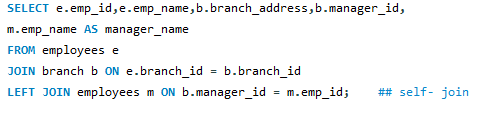 SELECT e.emp_id,e.emp_name,b.branch_address,b.manager_id,
m.emp_name AS manager_name
FROM employees e
JOIN branch b ON e.branch_id = b.branch_id
LEFT JOIN employees m ON b.manager_id = m.emp_id;    ## self- join